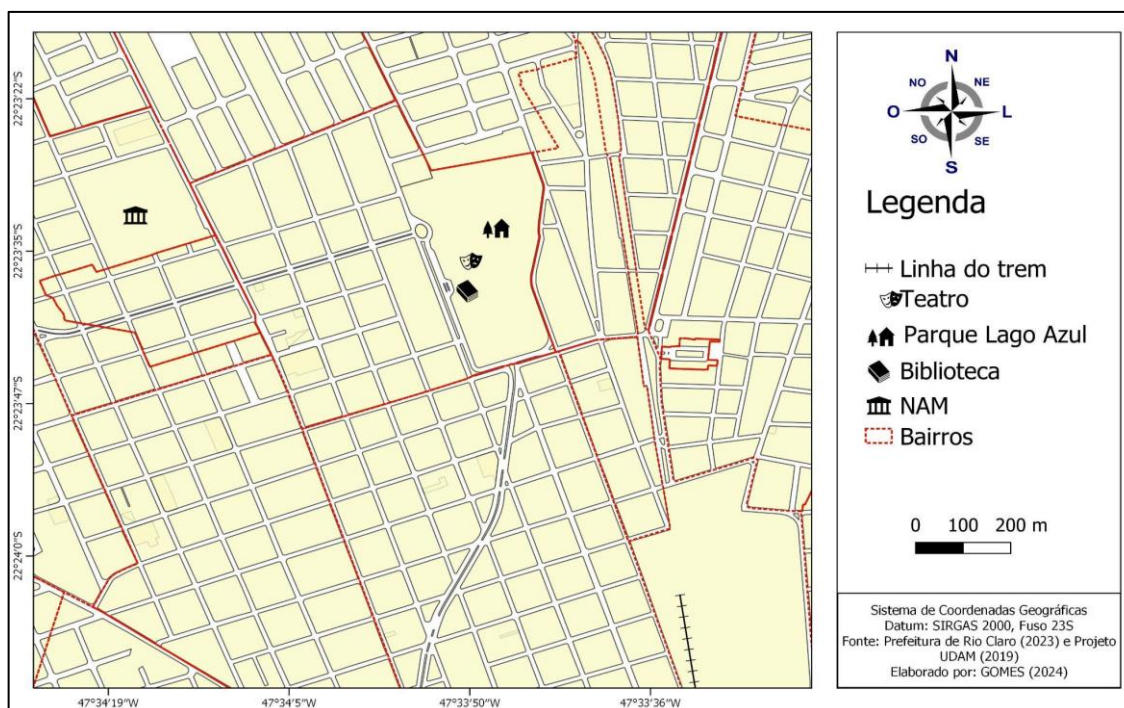 22°23'22"S
22°23'35"S
22°23'47"S
22°24'0"S
47°34'19"O
47°34'5"O
47°33'50"O
47°33'36"O
N
NO
NE
O
L
SO
SE
S
Legenda
Linha do trem
Teatro
Parque Lago Azul
Biblioteca
NAM
Bairros
0 100 200 m
Sistema de Coordenadas Geográficas
Datum: SIRGAS 2000, Fuso 23S
Fonte: Prefeitura de Rio Claro (2023) e Projeto
UDAM (2019)
Elaborado por: GOMES (2024)